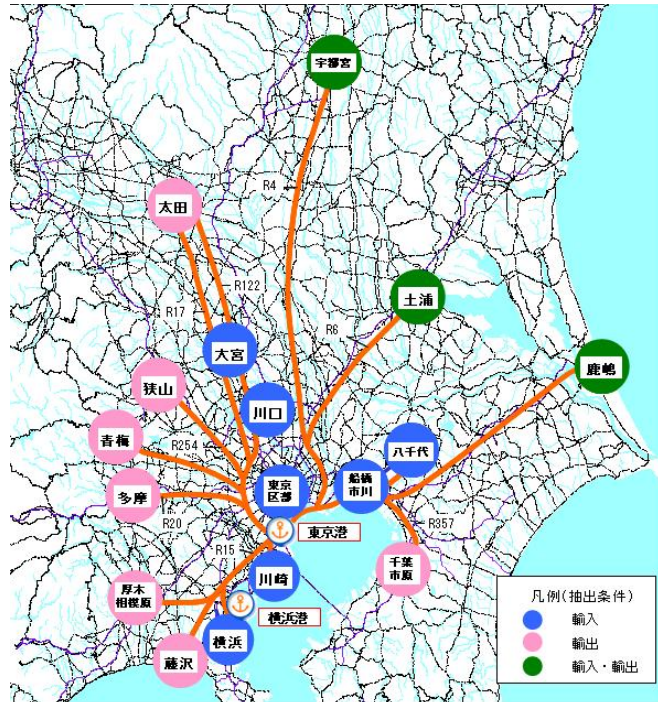 宇都宮
R4
太田
R122
R17
土浦
R6
大宮
鹿嶋
狭山
川口
青梅
R254
八千代
船橋
市川
東京
区部
多摩
R20
R357
東京港
R15
千葉
市原
川崎
厚木
相模原
横浜港
横浜
藤沢
凡例(抽出条件)
輸入
輸出
輸入・輸出